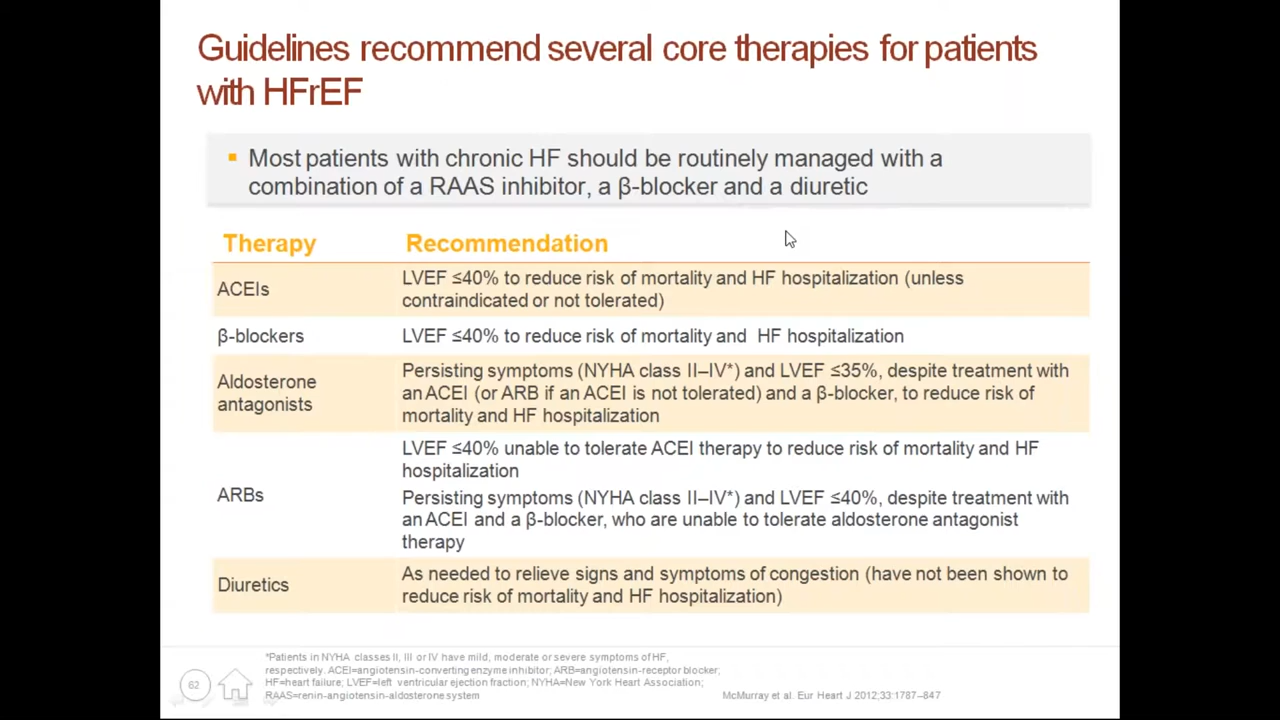 Guidelines recommend several core therapies for patients
with HFrEF
Most patients with chronic HF should be routinely managed with a
combination of a RAAS inhibitor, a β-blocker and a diuretic
Therapy
Recommendation
ACEIs
LVEF ≤40% to reduce risk of mortality and HF hospitalization (unless
contraindicated or not tolerated)
β-blockers
LVEF ≤40% to reduce risk of mortality and HF hospitalization
Aldosterone
antagonists
Persisting symptoms (NYHA class II–IV*) and LVEF ≤35%, despite treatment with
an ACEI (or ARB if an ACEI is not tolerated) and a β-blocker, to reduce risk of
mortality and HF hospitalization
ARBs
LVEF ≤40% unable to tolerate ACEI therapy to reduce risk of mortality and HF
hospitalization
Persisting symptoms (NYHA class II–IV*) and LVEF ≤40%, despite treatment with
an ACEI and a β-blocker, who are unable to tolerate aldosterone antagonist
therapy
Diuretics
As needed to relieve signs and symptoms of congestion (have not been shown to
reduce risk of mortality and HF hospitalization)
62
*Patients in NYHA classes II, III or IV have mild, moderate or severe symptoms of HF,
respectively. ACEI=angiotensin-converting enzyme inhibitor; ARB=angiotensin-receptor blocker;
HF=heart failure; LVEF=left ventricular ejection fraction; NYHA=New York Heart Association;
RAAS=renin-angiotensin-aldosterone system
McMurray et al. Eur Heart J 2012;33:1787–847